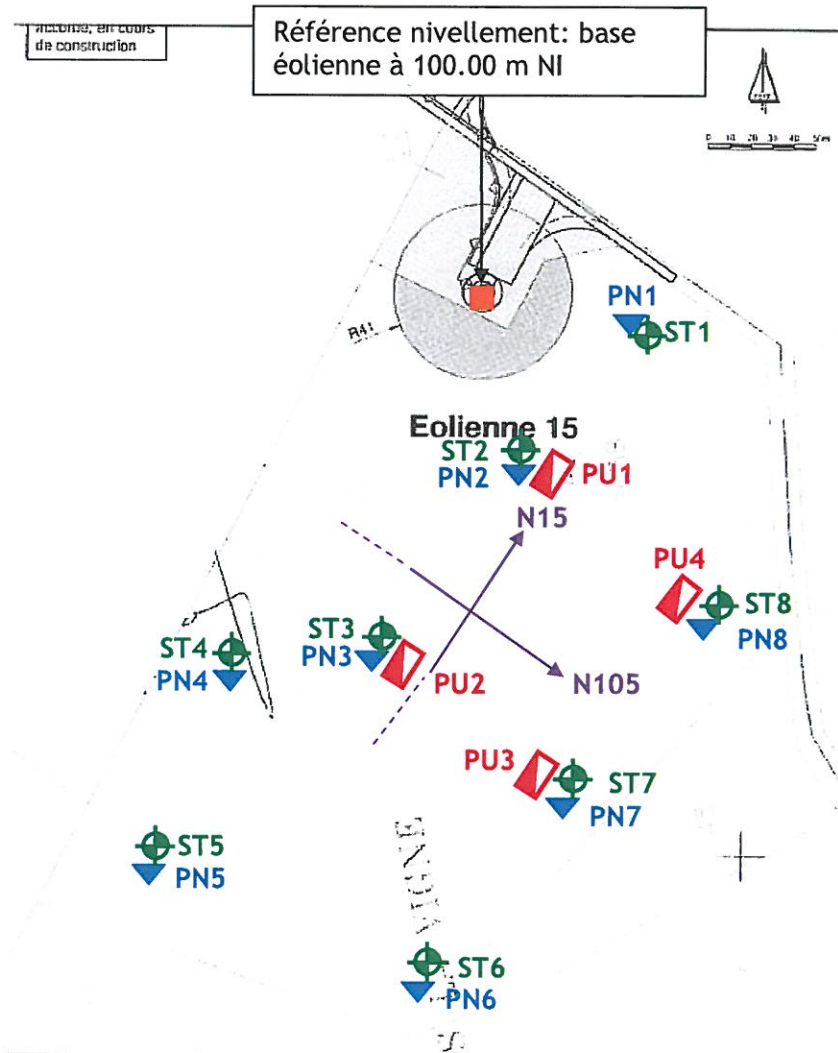 de construction
Référence nivellement: base
éolienne à 100.00 m NI
R41
PN1
ST1
Eolienne 15
ST2
PN2
PU1
N15
PU4
ST8
PN8
ST3
PN3
PU2
ST4
PN4
N105
PU3
ST7
PN7
ST5
PN5
ST6
PN6